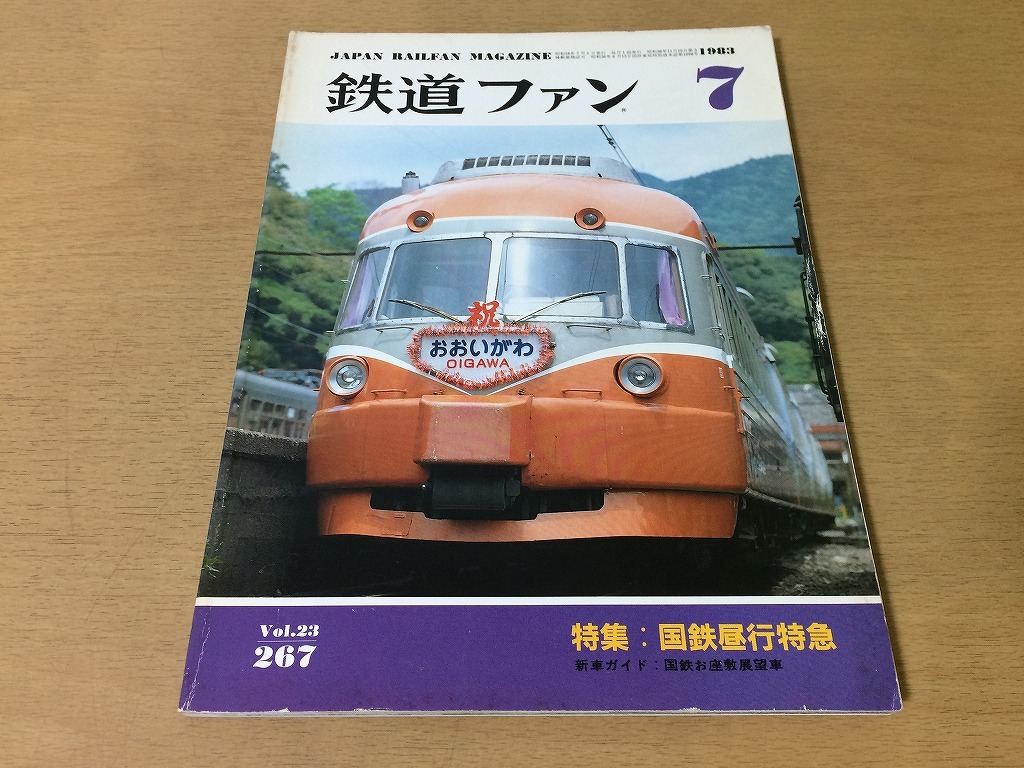 JAPAN RAILFAN MAGAZINE
1983
鉄道ファン
7
祝
おおいがわ
OIGAWA
Vol.23
267
特集：国鉄昼行特急
新車ガイド：国鉄お座敷展望車